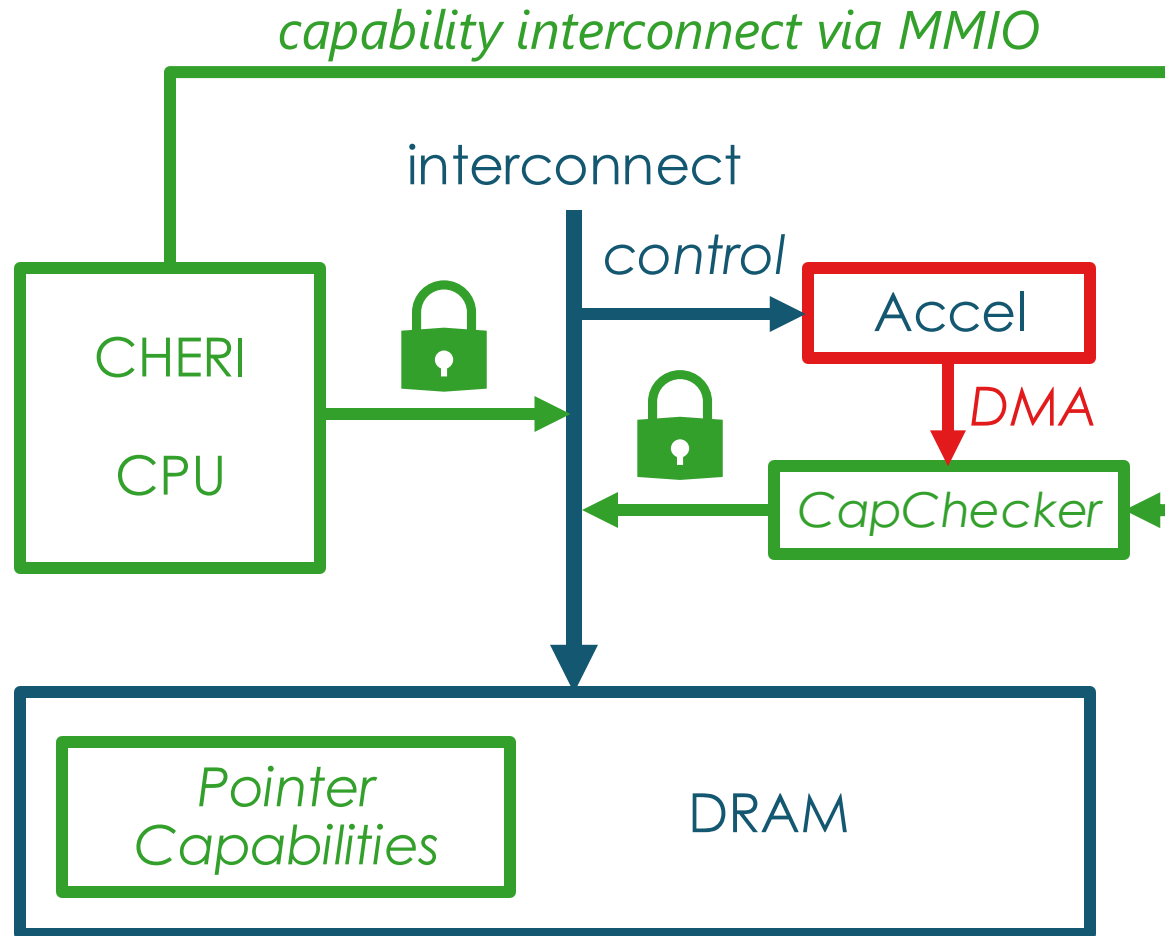 capability interconnect via MMIO
interconnect
control
Accel
CHERI
CPU
DMA
CapChecker
Pointer
Capabilities
DRAM